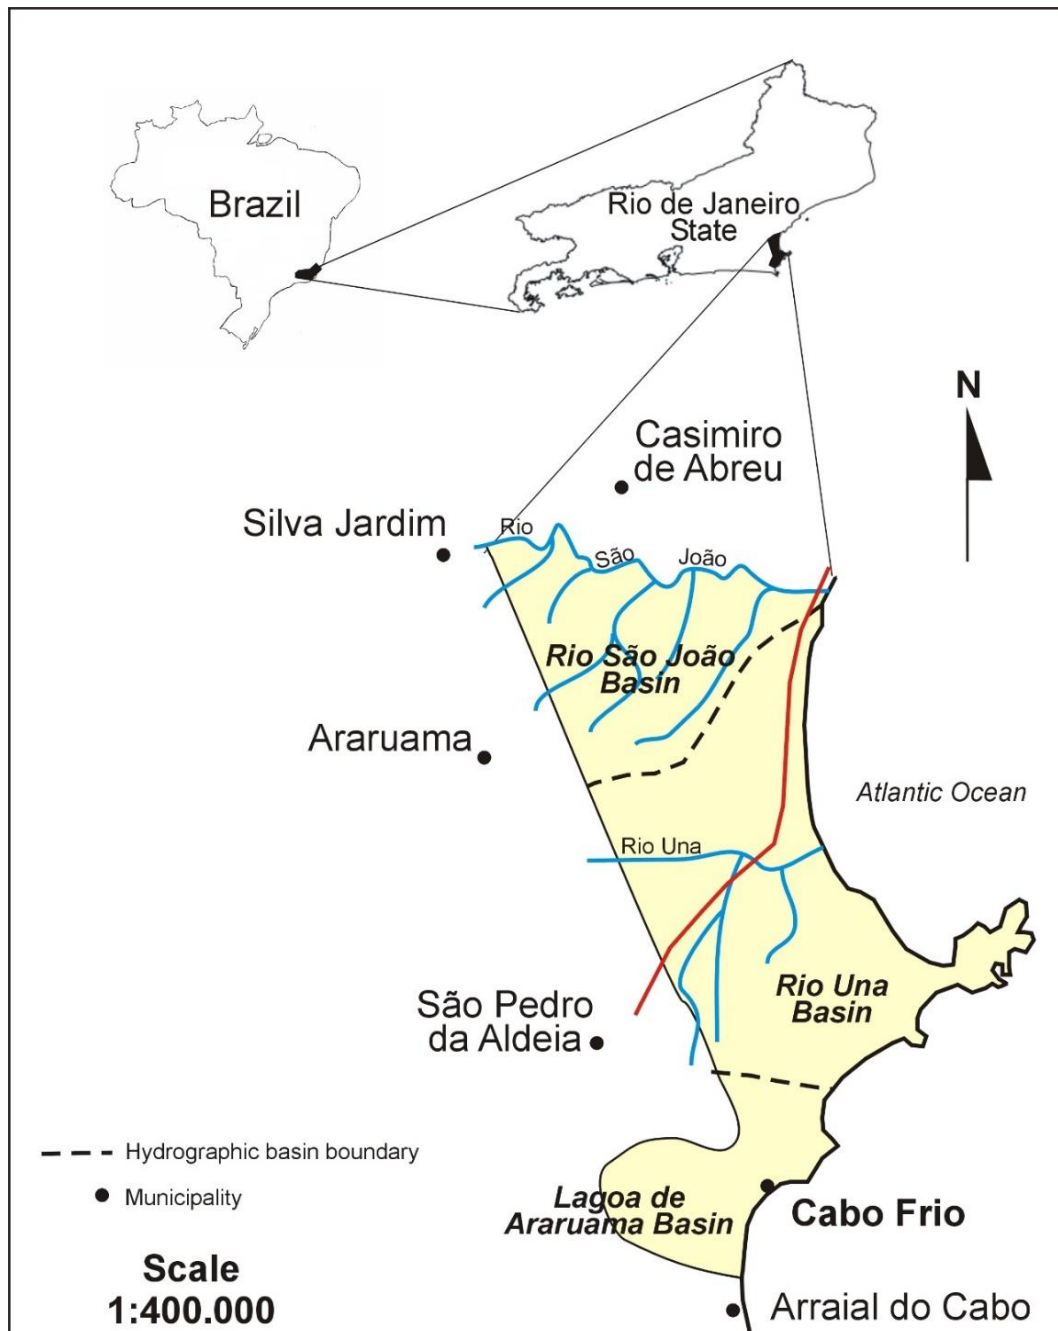 Brazil
Rio de Janeiro
State
N
Casimiro
de Abreu
Silva Jardim
Rio
São
João
Rio São João
Basin
Araruama
Atlantic Ocean
Rio Una
Rio Una
Basin
São Pedro
da Aldeia
Hydrographic basin boundary
Municipality
Lagoa de
Araruama Basin
Cabo Frio
Scale
1:400.000
Arraial do Cabo